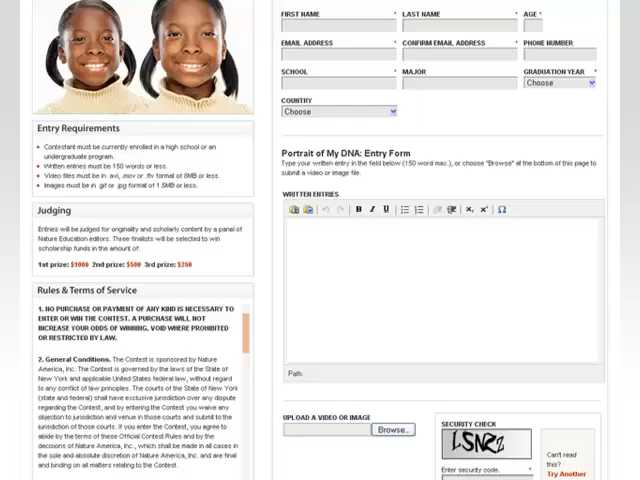 FIRST NAME * LAST NAME * AGE *
EMAIL ADDRESS * CONFIRM EMAIL ADDRESS * PHONE NUMBER
SCHOOL * MAJOR GRADUATION YEAR *
Choose
COUNTRY
Choose
Entry Requirements
Contestant must be currently enrolled in a high school or an
undergraduate program.
Written entries must be 150 words or less.
Video files must be in .avi, .mov or .flv format of 8MB or less.
Images must be in .gif or .jpg format of 1.5MB or less.
Judging
Entries will be judged for originality and scholarly content by a panel of
Nature Education editors. Three finalists will be selected to win
scholarship funds in the amount of:
1st prize: $1000 2nd prize: $500 3rd prize: $250
Rules & Terms of Service
1. NO PURCHASE OR PAYMENT OF ANY KIND IS NECESSARY TO
ENTER OR WIN THE CONTEST. A PURCHASE WILL NOT
INCREASE YOUR ODDS OF WINNING. VOID WHERE PROHIBITED
OR RESTRICTED BY LAW.
2. General Conditions. The Contest is sponsored by Nature
America, Inc. The Contest is governed by the laws of the State of
New York and applicable United States federal law, without regard
to any conflict of law principles. The courts of the State of New York
(state and federal) shall have exclusive jurisdiction over any dispute
regarding the Contest, and by entering the Contest you waive any
objection to jurisdiction and venue in those courts and submit to the
jurisdiction of those courts. If you enter the Contest, you agree to
abide by the terms of these Official Contest Rules and by the
decisions of Nature America, Inc., which shall be made in all cases in
the sole and absolute discretion of Nature America, Inc. and are final
and binding on all matters relating to the Contest.
Portrait of My DNA: Entry Form
Type your written entry in the field below (150 word max.), or choose "Browse" at the bottom of this page to
submit a video or image file.
WRITTEN ENTRIES
B I U
Path:
UPLOAD A VIDEO OR IMAGE
Browse...
SECURITY CHECK
Enter security code.
Can't read
this?
Try Another